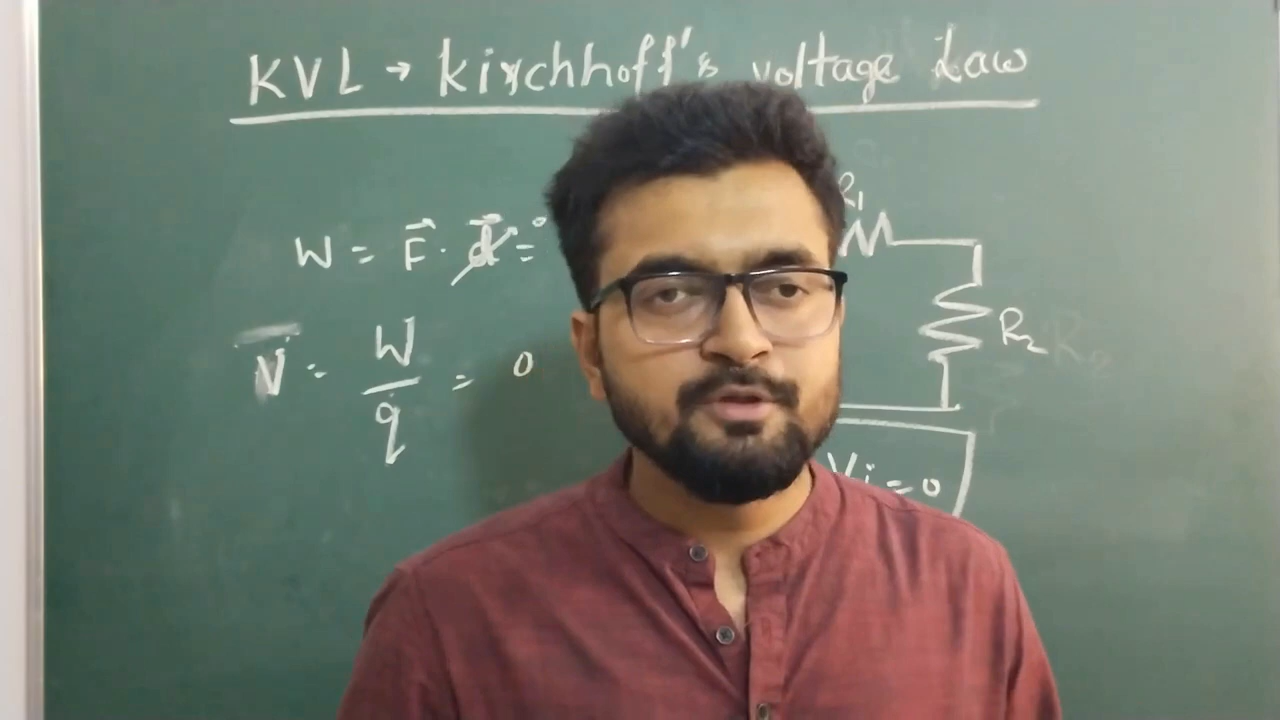 KVL → Kirchhoff's voltage Law
R1
W = F⃗ · d⃗ = 0
R2
V = W/q = 0
Vi = 0